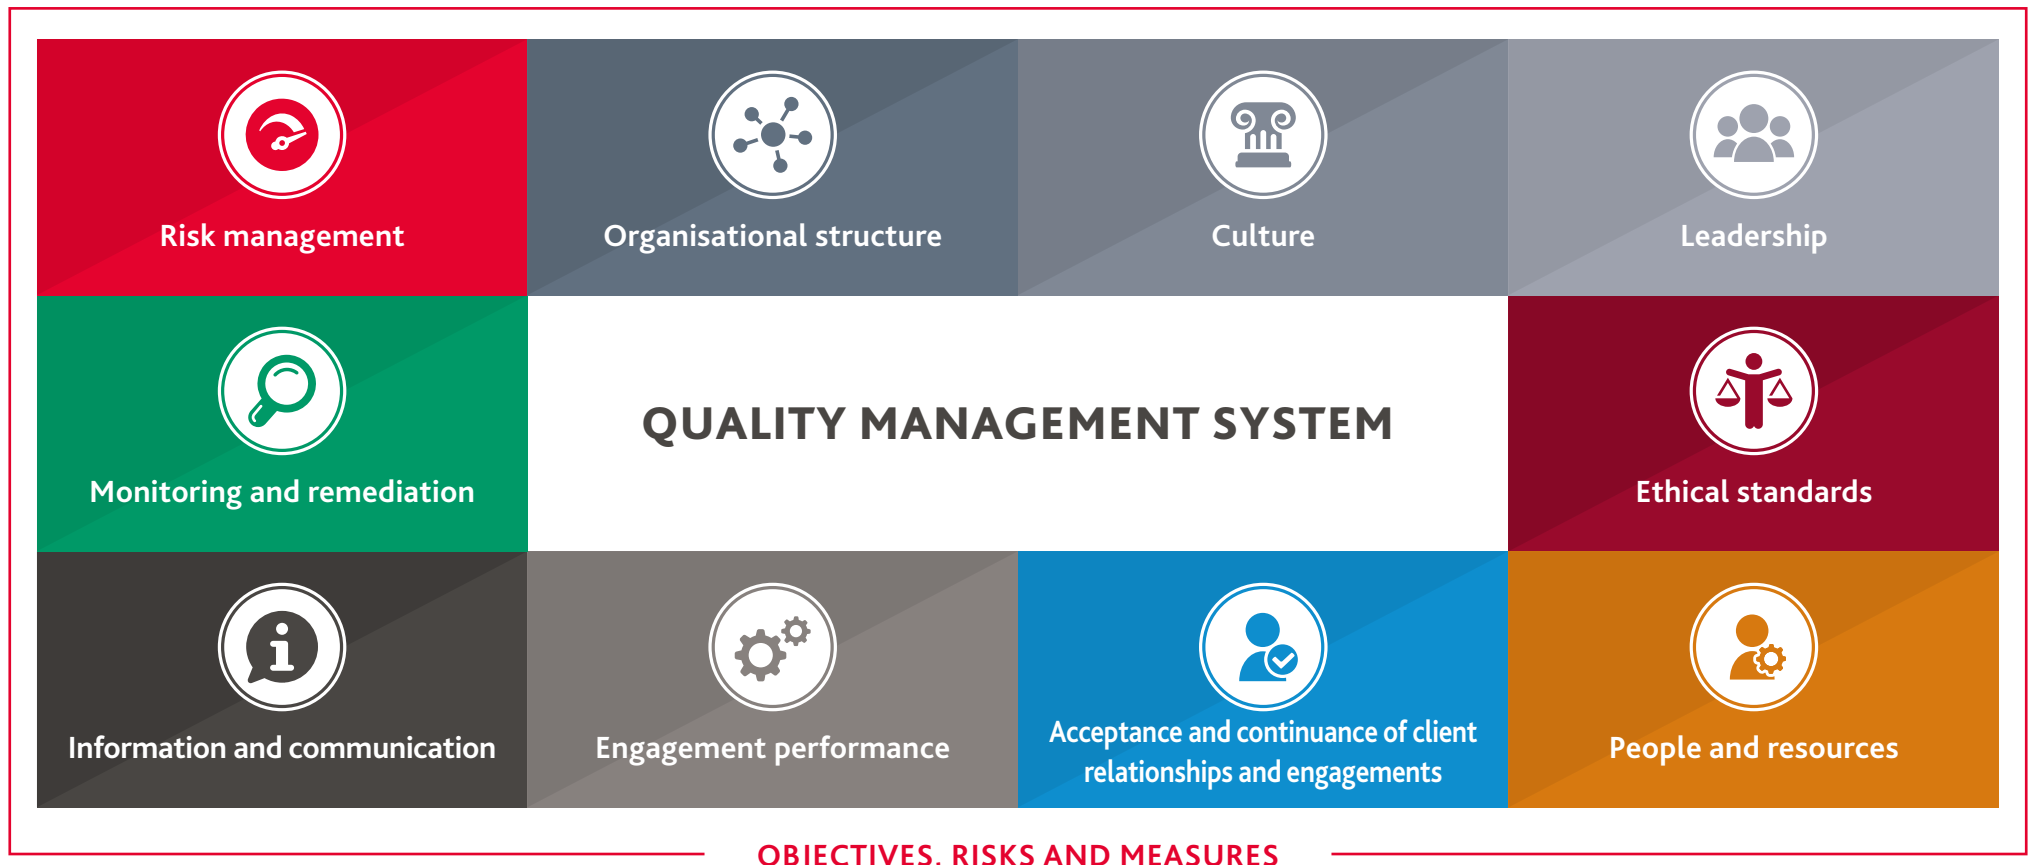 Risk management
Organisational structure
Culture
Leadership
Monitoring and remediation
QUALITY MANAGEMENT SYSTEM
Ethical standards
Information and communication
Engagement performance
Acceptance and continuance of client
relationships and engagements
People and resources
OBJECTIVES, RISKS AND MEASURES